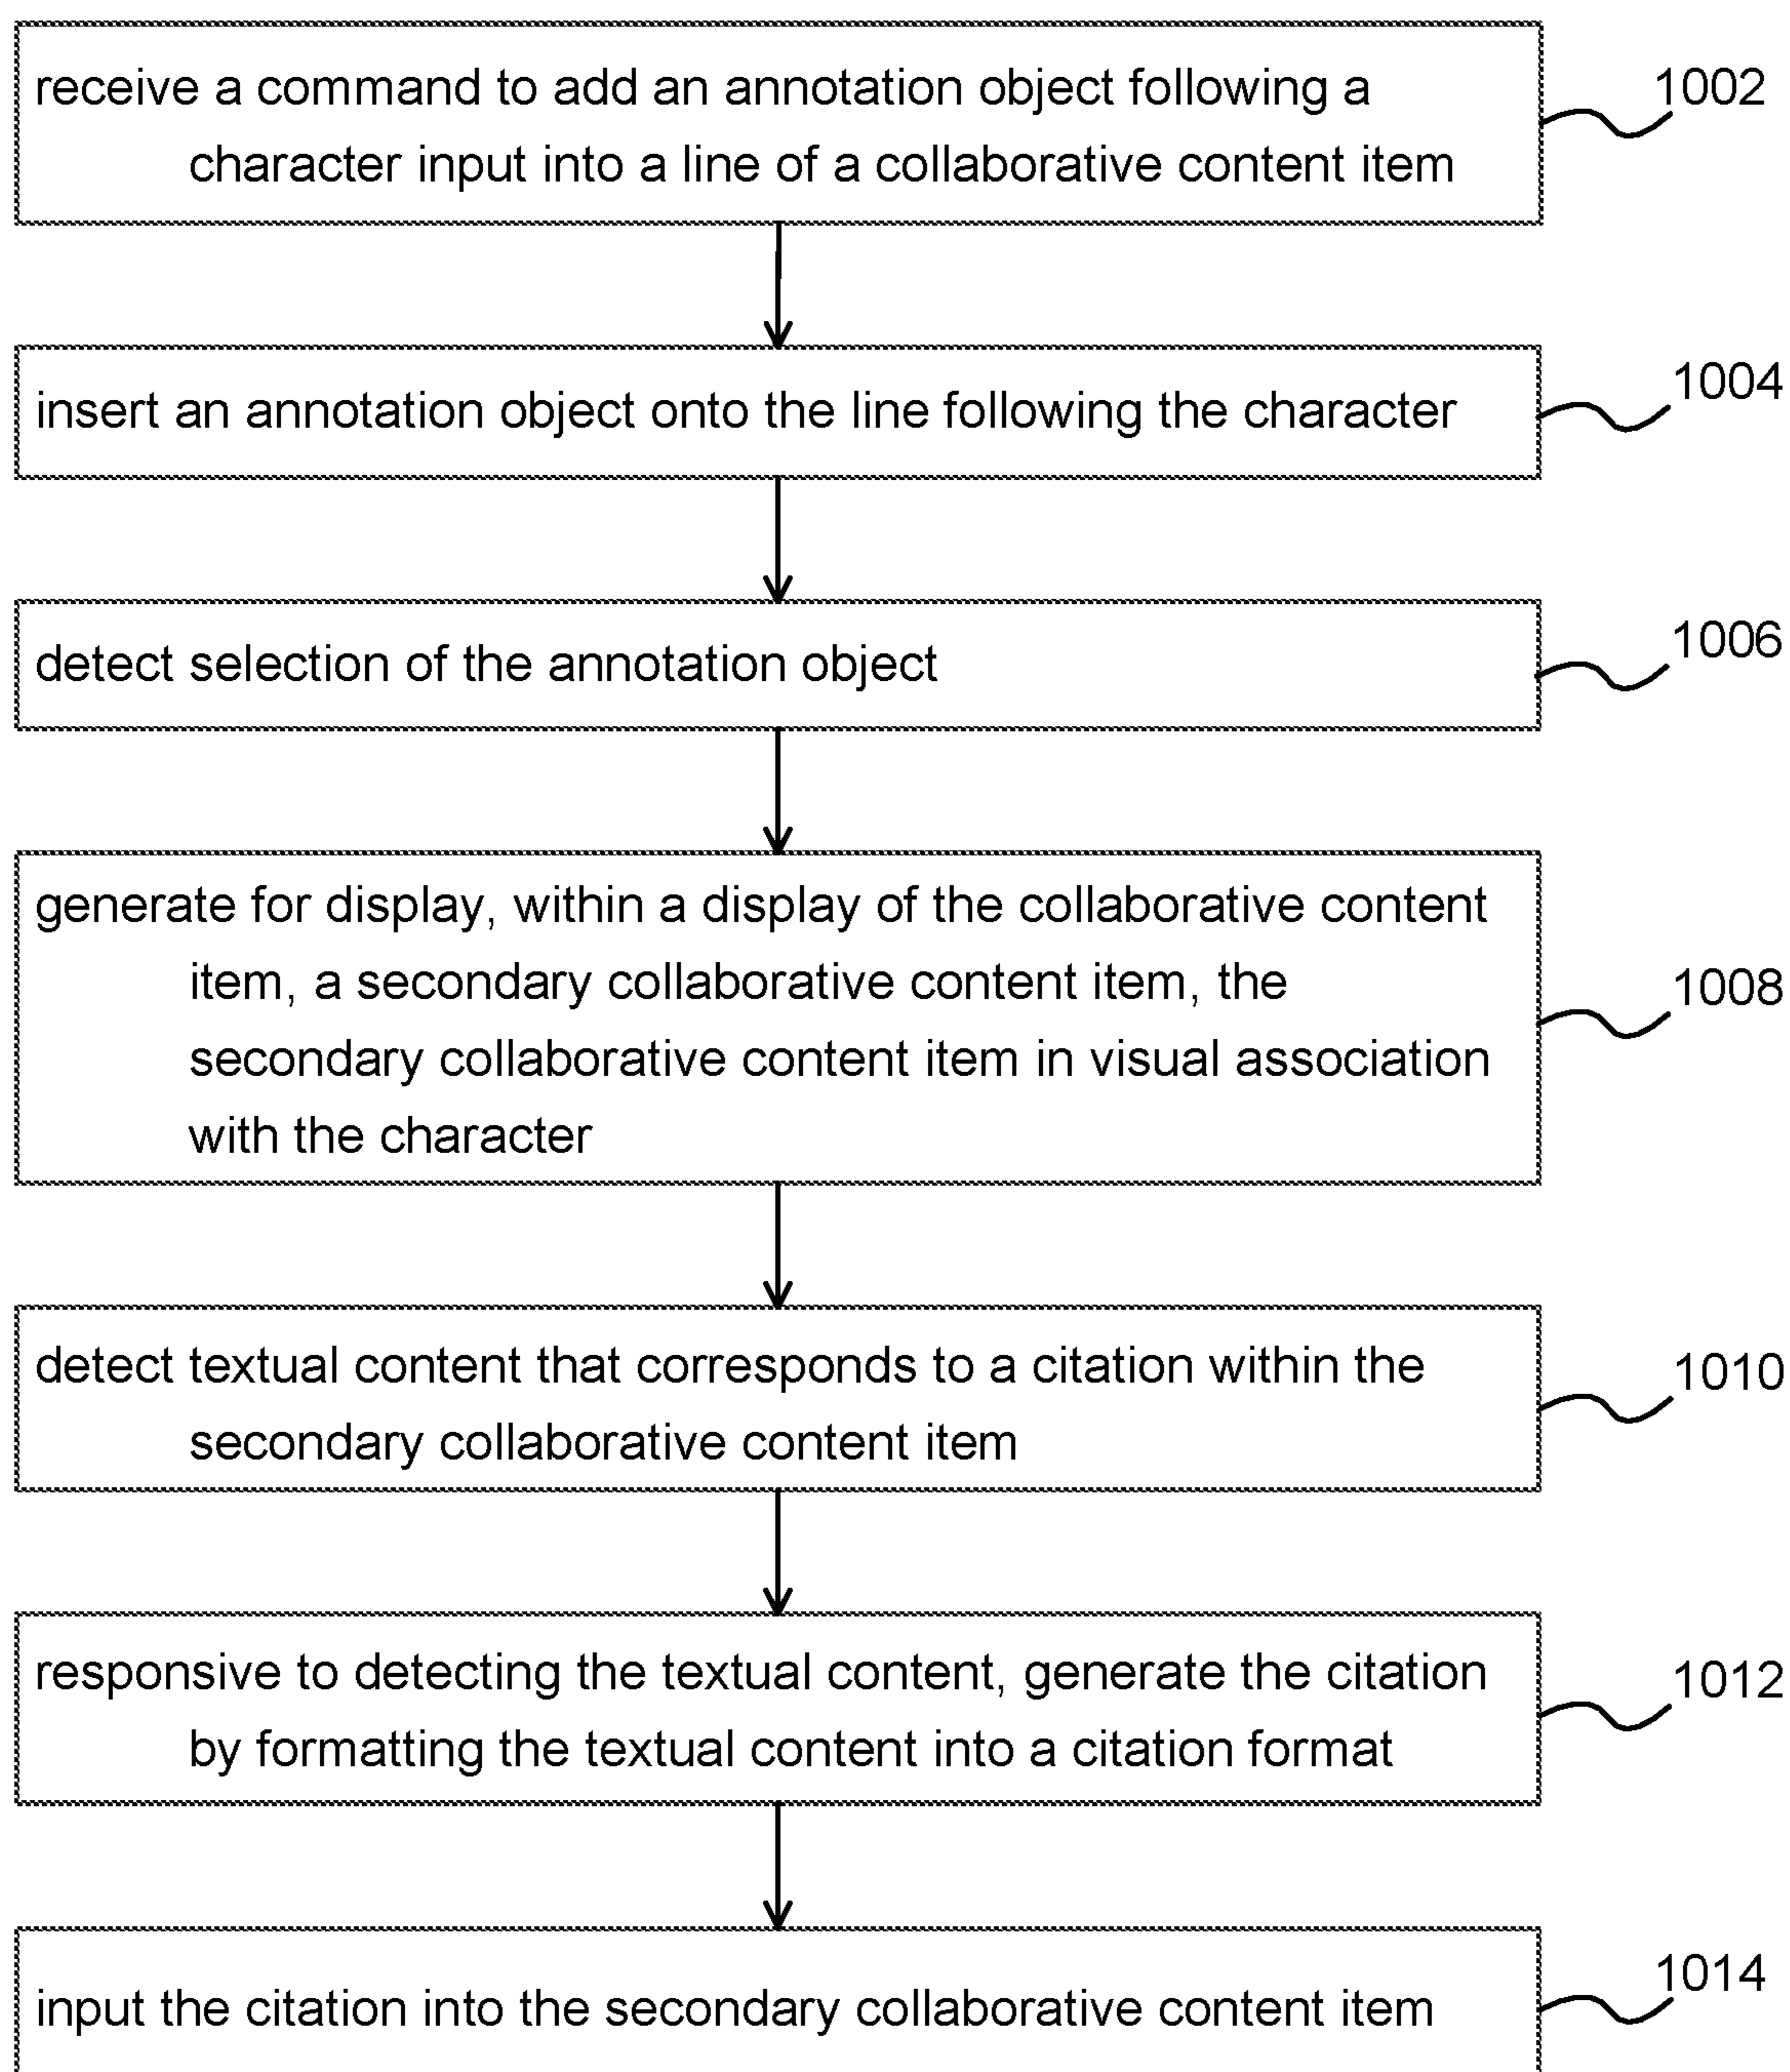 receive a command to add an annotation object following a
1002
character input into a line of a collaborative content item
insert an annotation object onto the line following the character
1004
detect selection of the annotation object
1006
generate for display, within a display of the collaborative content
item, a secondary collaborative content item, the
1008
secondary collaborative content item in visual association
with the character
detect textual content that corresponds to a citation within the
1010
secondary collaborative content item
responsive to detecting the textual content, generate the citation
1012
by formatting the textual content into a citation format
input the citation into the secondary collaborative content item
1014